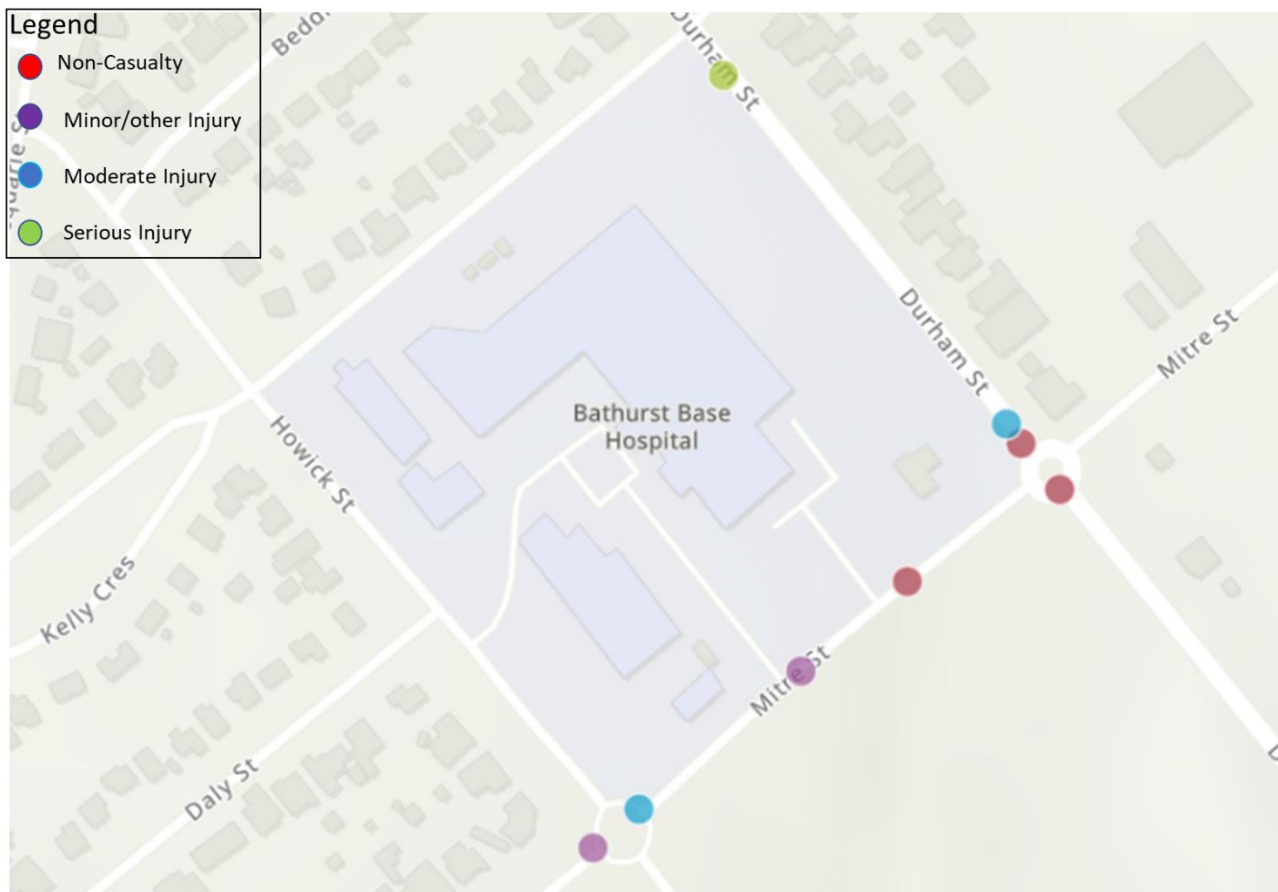 Legend
Non-Casualty
Minor/other Injury
Moderate Injury
Serious Injury
Durham St
Durham St
Mitre St
Bathurst Base
Hospital
Howick St
Kelly Cres
Mitre St
Daly St